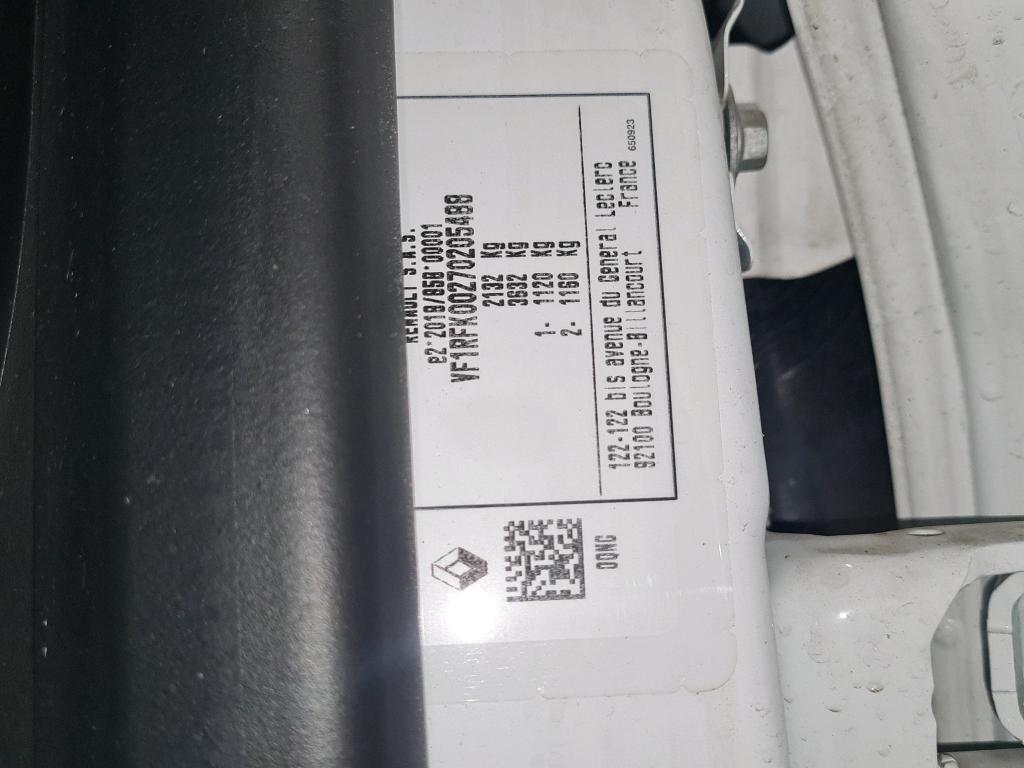 RENAULT S.A.S.
e2*2018/858*00001
VF1RFK00270205488
2132 Kg
3632 Kg
1- 1120 Kg
2- 1160 Kg
122-122 bis avenue du General Leclerc
92100 Boulogne-Billancourt France
650923
0QNG